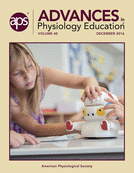 aps
ADVANCES in
Physiology Education
VOLUME 40 DECEMBER 2016
American Physiological Society